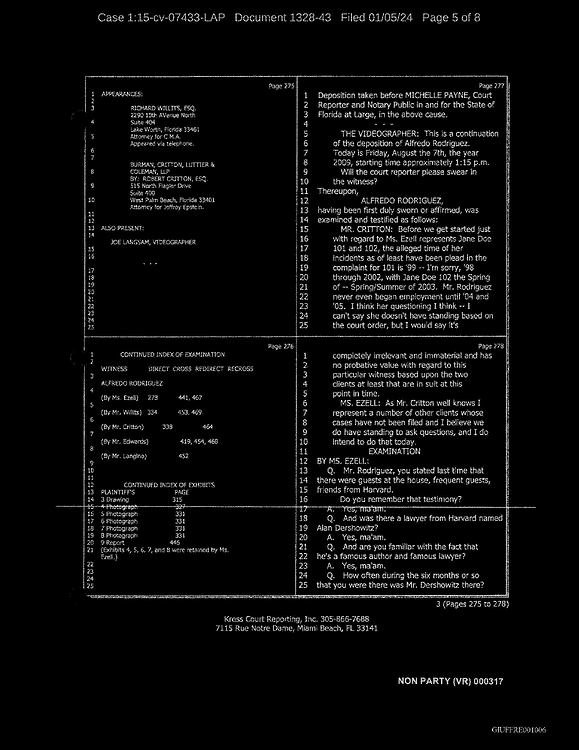 Case 1:15-cv-07433-LAP Document 1328-43 Filed 01/05/24 Page 5 of 8
Page 275
1 APPEARANCES:
2
3 RICHARD WILLITS, ESQ.
2290 10th Avenue North
4 Suite 404
Lake Worth, Florida 33461
5 Attorney for C.M.A.
Appeared via telephone.
6
7
BURMAN, CRITTON, LUTTIER &
8 COLEMAN, LLP
BY: ROBERT CRITTON, ESQ.
9 515 North Flagler Drive
Suite 400
10 West Palm Beach, Florida 33401
Attorney for Jeffrey Epstein.
11
12
13 ALSO PRESENT:
14
JOE LANGSAM, VIDEOGRAPHER
15
16
- - -
17
18
19
20
21
22
23
24
25
Page 276
1 CONTINUED INDEX OF EXAMINATION
2
WITNESS DIRECT CROSS REDIRECT RECROSS
3
ALFREDO RODRIGUEZ
4
(By Ms. Ezell) 278 441, 467
5
(By Mr. Willits) 334 453, 469
6
(By Mr. Critton) 338 464
7
(By Mr. Edwards) 419, 454, 468
8
(By Mr. Langino) 452
9
10
11
12 CONTINUED INDEX OF EXHIBITS
13 PLAINTIFF'S PAGE
14 3 Drawing 315
15 4 Photograph 327
16 5 Photograph 331
17 6 Photograph 331
18 7 Photograph 331
19 8 Photograph 331
20 9 Report 446
21 (Exhibits 4, 5, 6, 7, and 8 were retained by Ms.
Ezell.)
22
23
24
25
Page 277
1 Deposition taken before MICHELLE PAYNE, Court
2 Reporter and Notary Public in and for the State of
3 Florida at Large, in the above cause.
4 - - -
5 THE VIDEOGRAPHER: This is a continuation
6 of the deposition of Alfredo Rodriguez.
7 Today is Friday, August the 7th, the year
8 2009, starting time approximately 1:15 p.m.
9 Will the court reporter please swear in
10 the witness?
11 Thereupon,
12 ALFREDO RODRIGUEZ,
13 having been first duly sworn or affirmed, was
14 examined and testified as follows:
15 MR. CRITTON: Before we get started just
16 with regard to Ms. Ezell represents Jane Doe
17 101 and 102, the alleged time of her
18 incidents as of least have been plead in the
19 complaint for 101 is '99 -- I'm sorry, '98
20 through 2002, with Jane Doe 102 the Spring
21 of -- Spring/Summer of 2003. Mr. Rodriguez
22 never even began employment until '04 and
23 '05. I think her questioning I think -- I
24 can't say she doesn't have standing based on
25 the court order, but I would say it's
Page 278
1 completely irrelevant and immaterial and has
2 no probative value with regard to this
3 particular witness based upon the two
4 clients at least that are in suit at this
5 point in time.
6 MS. EZELL: As Mr. Critton well knows I
7 represent a number of other clients whose
8 cases have not been filed and I believe we
9 do have standing to ask questions, and I do
10 intend to do that today.
11 EXAMINATION
12 BY MS. EZELL:
13 Q. Mr. Rodriguez, you stated last time that
14 there were guests at the house, frequent guests,
15 friends from Harvard.
16 Do you remember that testimony?
17 A. Yes, ma'am.
18 Q. And was there a lawyer from Harvard named
19 Alan Dershowitz?
20 A. Yes, ma'am.
21 Q. And are you familiar with the fact that
22 he's a famous author and famous lawyer?
23 A. Yes, ma'am.
24 Q. How often during the six months or so
25 that you were there was Mr. Dershowitz there?
3 (Pages 275 to 278)
Kress Court Reporting, Inc. 305-866-7688
7115 Rue Notre Dame, Miami Beach, FL 33141
NON PARTY (VR) 000317
GIUFFRE001006